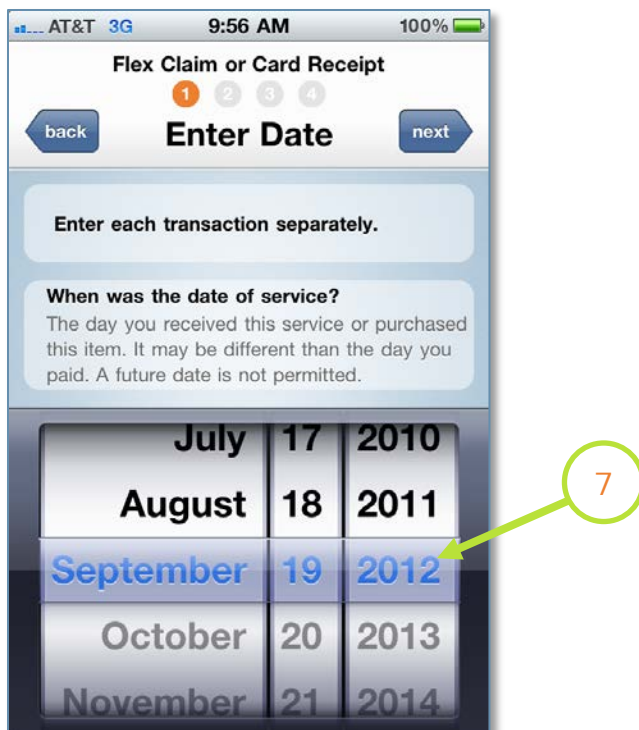 AT&T 3G 9:56 AM 100%
Flex Claim or Card Receipt
1 2 3 4
back Enter Date next
Enter each transaction separately.
When was the date of service?
The day you received this service or purchased
this item. It may be different than the day you
paid. A future date is not permitted.
July 17 2010
August 18 2011
7
September 19 2012
October 20 2013
November 21 2014